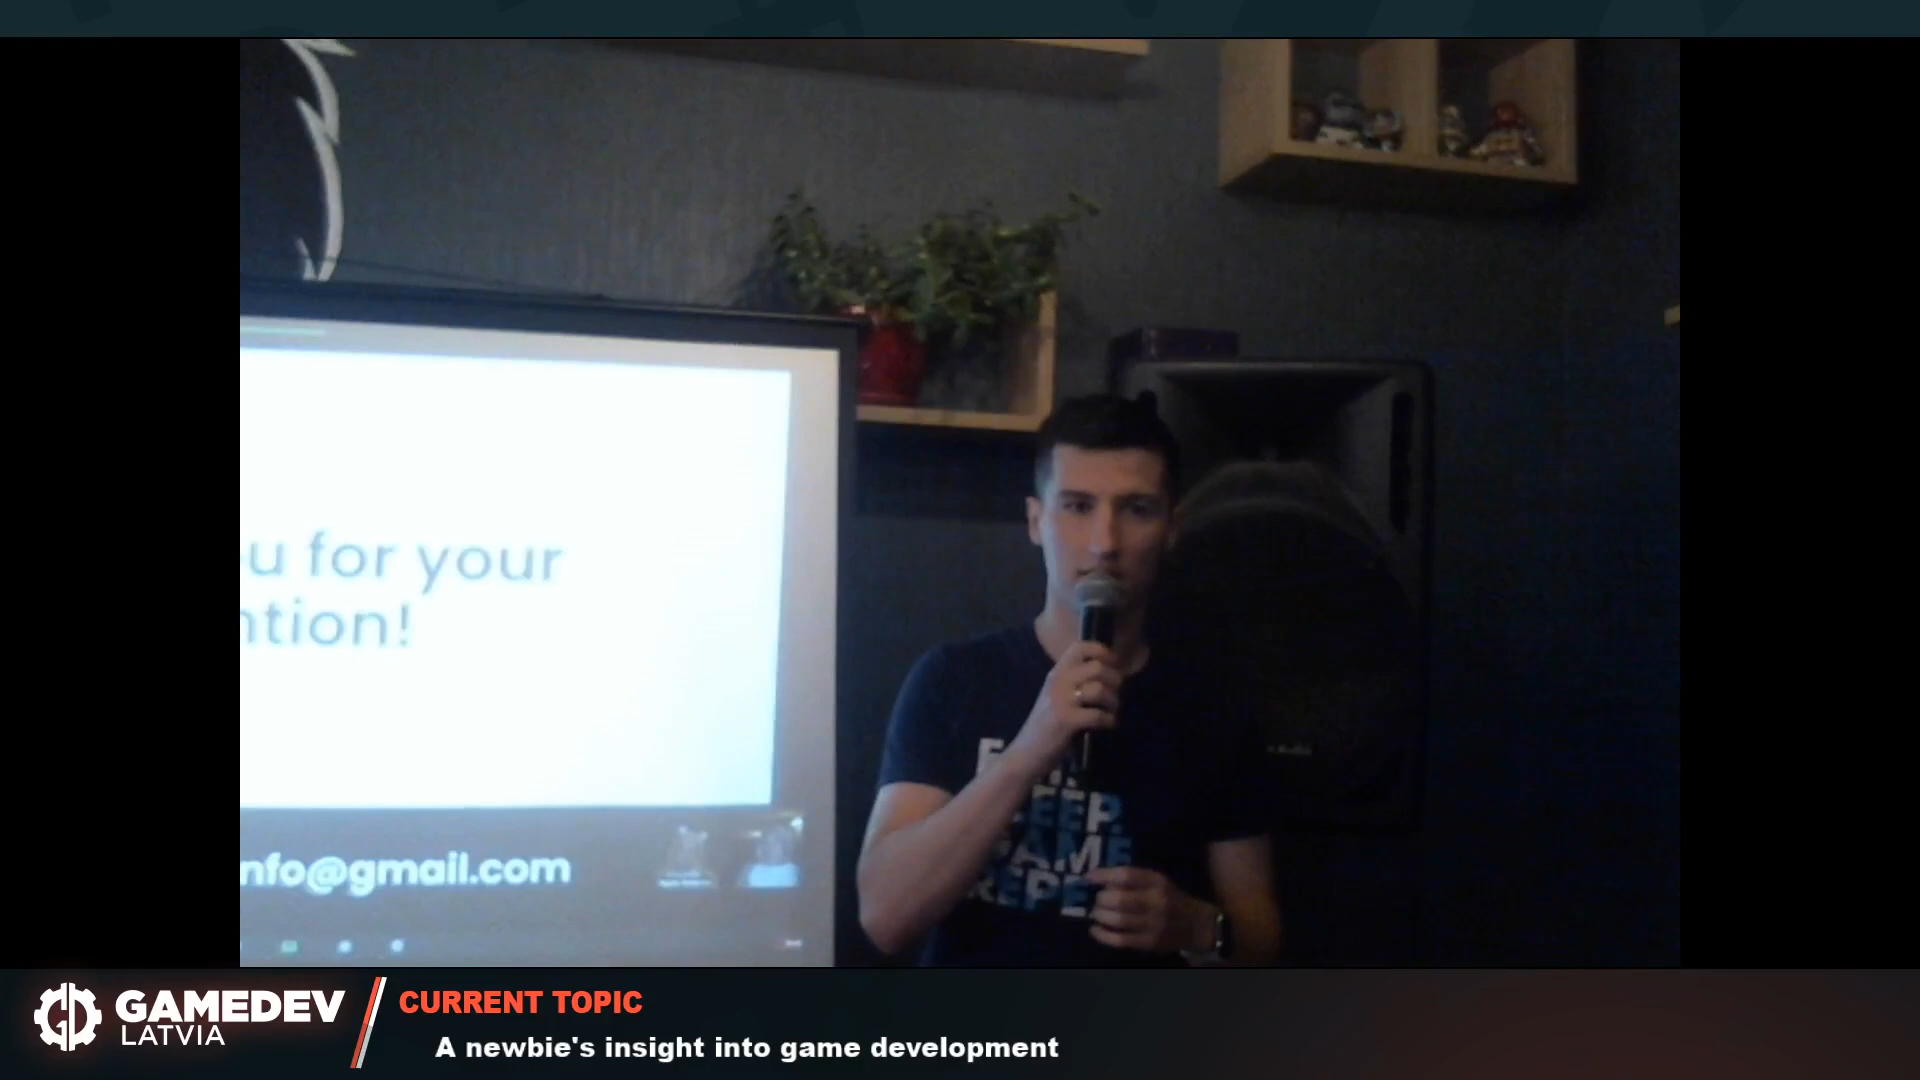 u for your
ntion!
nfo@gmail.com
GAMEDEV
LATVIA
CURRENT TOPIC
A newbie's insight into game development